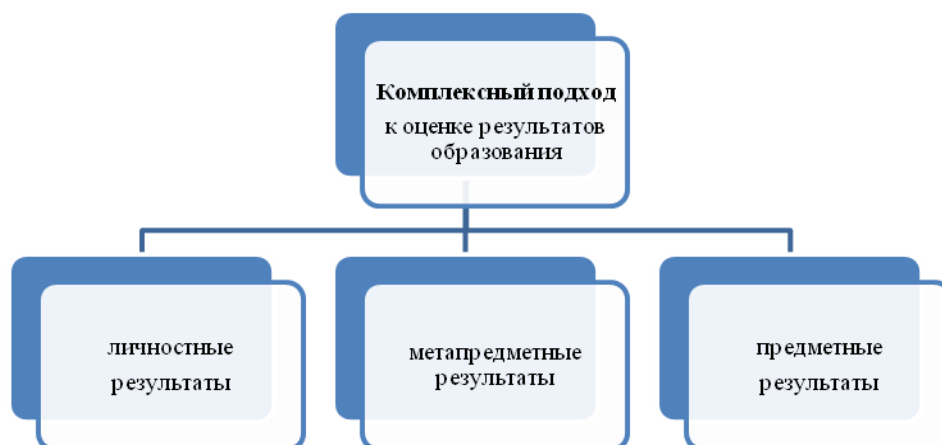 Комплексный подход
к оценке результатов
образования
личностные
результаты
метапредметные
результаты
предметные
результаты